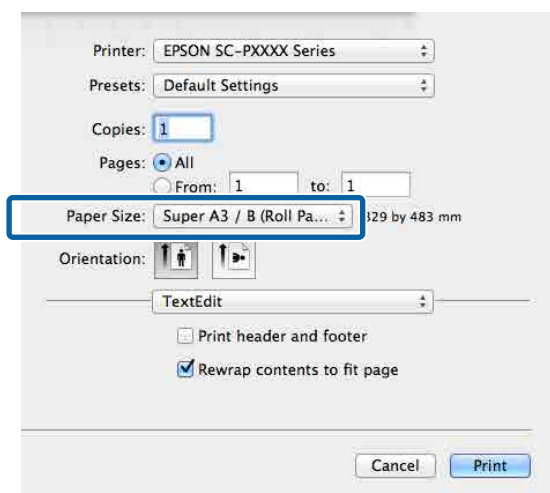 Printer: EPSON SC-PXXXX Series
Presets: Default Settings
Copies: 1
Pages: All
From: 1 to: 1
Paper Size: Super A3 / B (Roll Pa... 329 by 483 mm
Orientation:
TextEdit
Print header and footer
Rewrap contents to fit page
Cancel Print